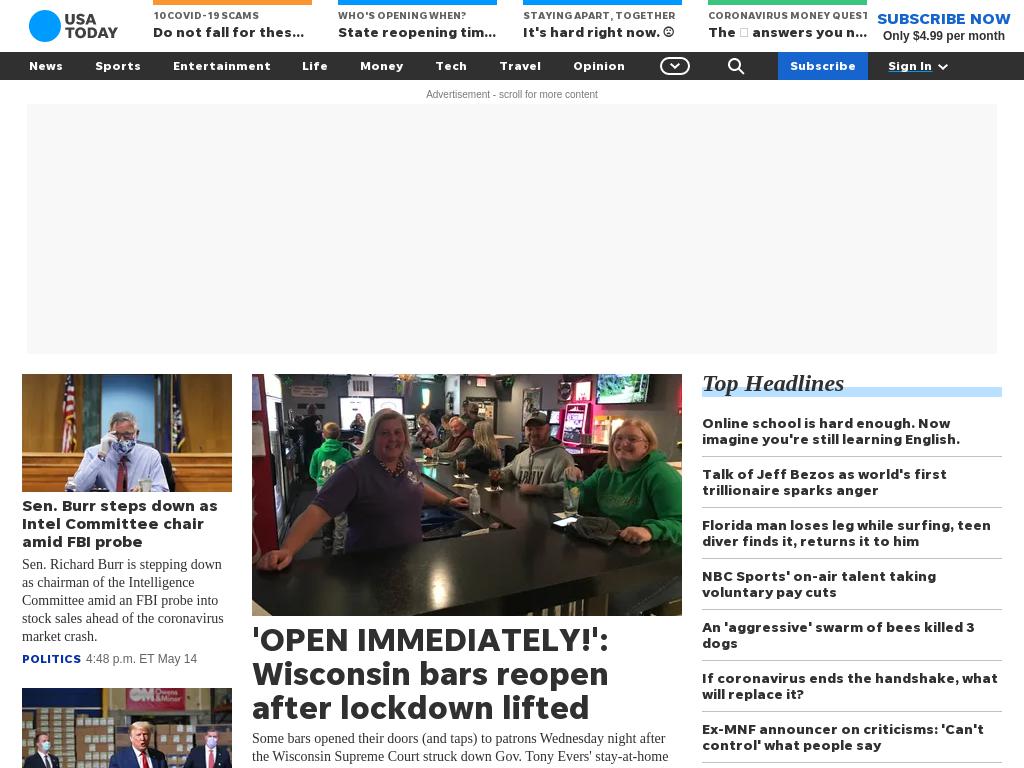 USA
TODAY
10COVID-19 SCAMS
Do not fall for thes...
WHO'S OPENING WHEN?
State reopening tim...
STAYING APART, TOGETHER
It's hard right now. ☹
CORONAVIRUS MONEY QUEST
The □ answers you n...
SUBSCRIBE NOW
Only $4.99 per month
News Sports Entertainment Life Money Tech Travel Opinion Subscribe Sign In
Advertisement - scroll for more content
Sen. Burr steps down as
Intel Committee chair
amid FBI probe
Sen. Richard Burr is stepping down
as chairman of the Intelligence
Committee amid an FBI probe into
stock sales ahead of the coronavirus
market crash.
POLITICS 4:48 p.m. ET May 14
OM Owens
&Minor
ARMY
'OPEN IMMEDIATELY!':
Wisconsin bars reopen
after lockdown lifted
Some bars opened their doors (and taps) to patrons Wednesday night after
the Wisconsin Supreme Court struck down Gov. Tony Evers' stay-at-home
Top Headlines
Online school is hard enough. Now
imagine you're still learning English.
Talk of Jeff Bezos as world's first
trillionaire sparks anger
Florida man loses leg while surfing, teen
diver finds it, returns it to him
NBC Sports' on-air talent taking
voluntary pay cuts
An 'aggressive' swarm of bees killed 3
dogs
If coronavirus ends the handshake, what
will replace it?
Ex-MNF announcer on criticisms: 'Can't
control' what people say